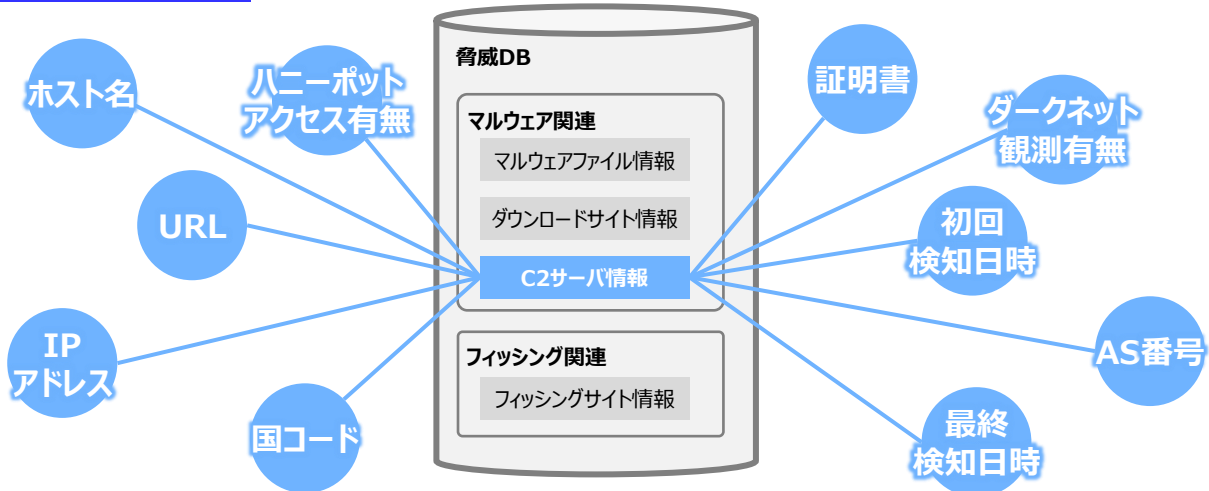 脅威DB
マルウェア関連
マルウェアファイル情報
ダウンロードサイト情報
C2サーバ情報
フィッシング関連
フィッシングサイト情報
ホスト名
ハニーポット
アクセス有無
URL
IP
アドレス
国コード
証明書
ダークネット
観測有無
初回
検知日時
AS番号
最終
検知日時